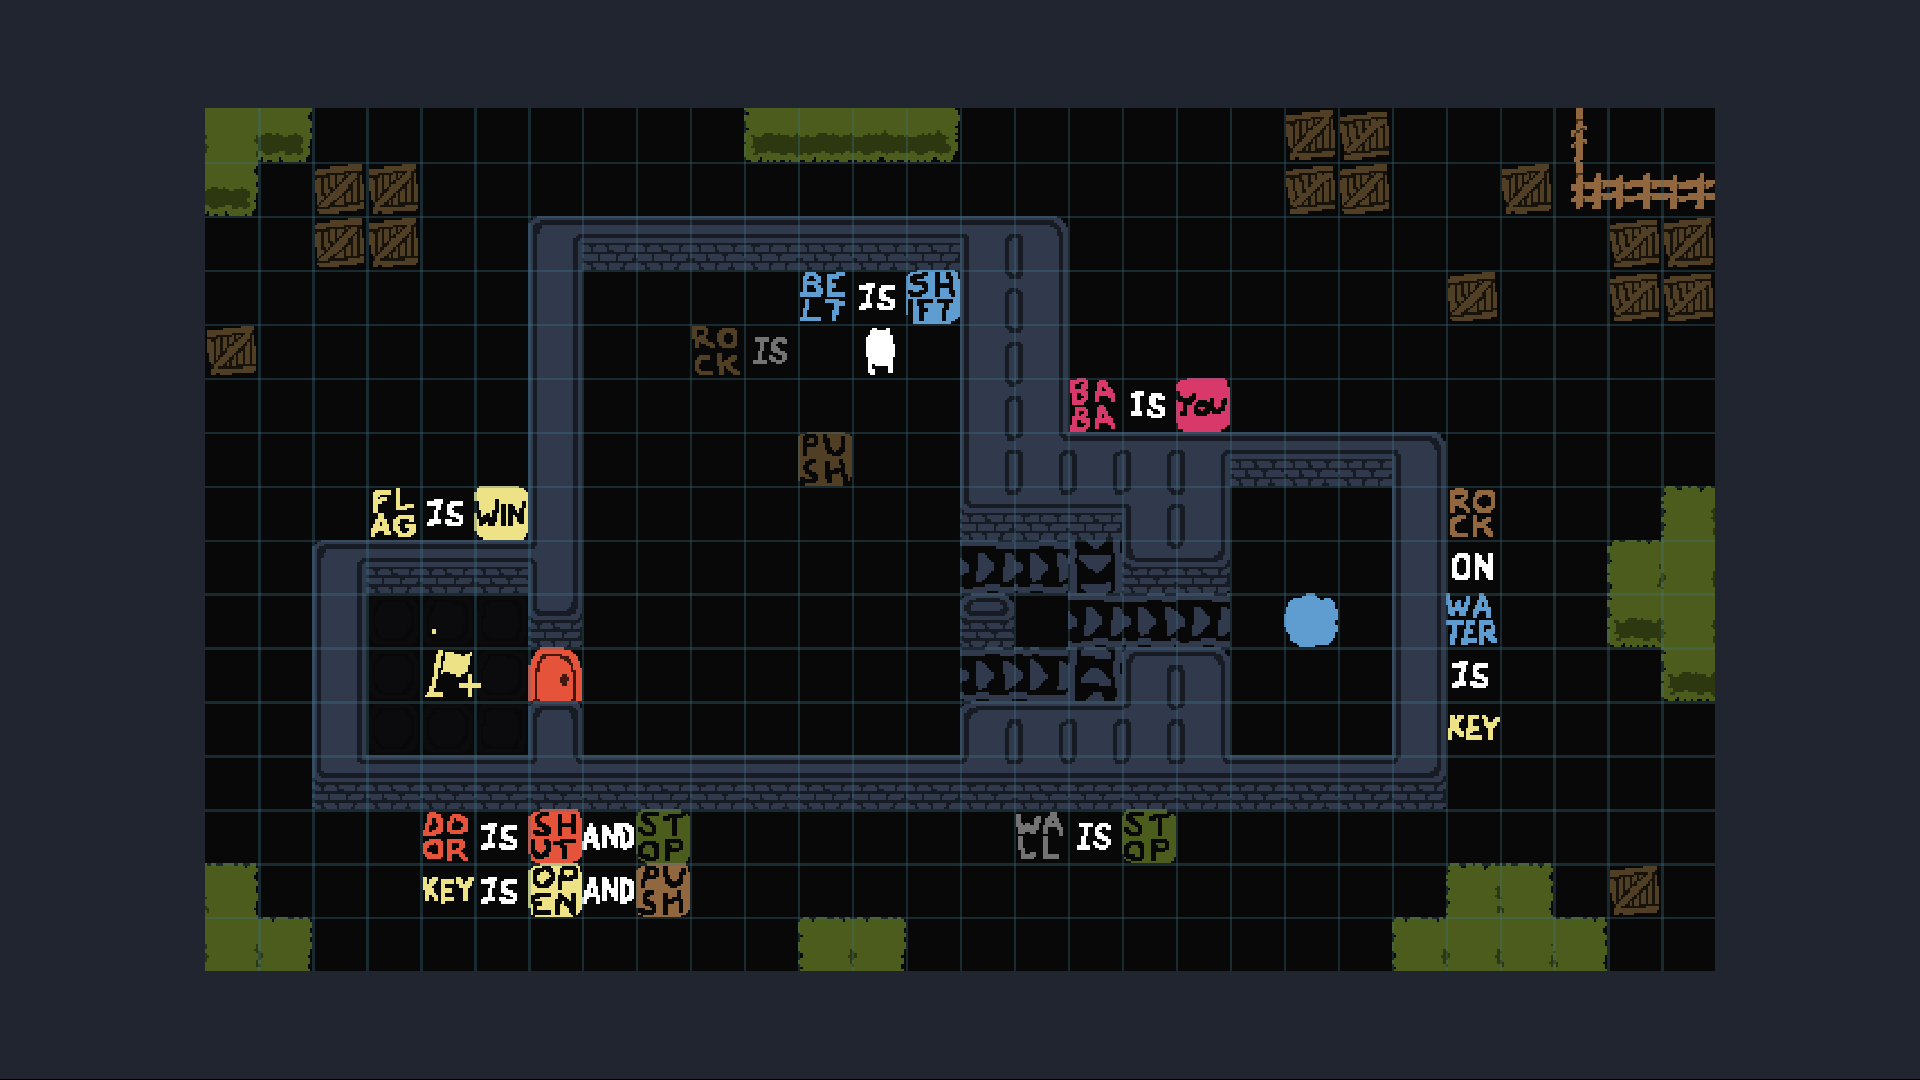 BELT IS SHIFT
ROCK IS
BABA IS YOU
PUSH
FLAG IS WIN
ROCK
ON
WATER
IS
KEY
DOOR IS SHUT AND STOP
WALL IS STOP
KEY IS OPEN AND PUSH